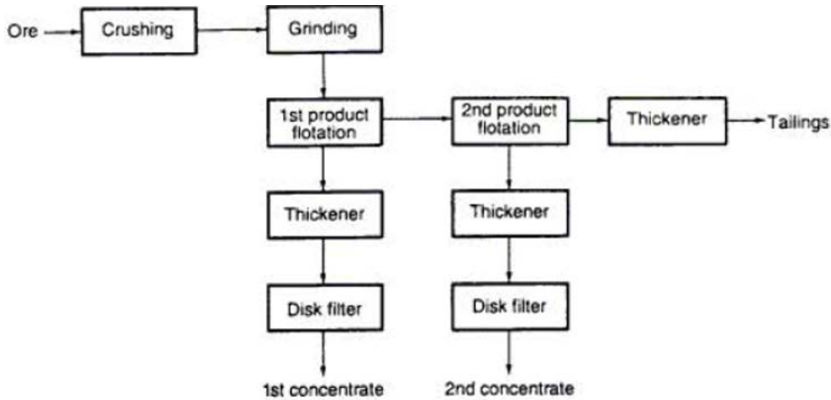 Ore
Crushing
Grinding
1st product
flotation
2nd product
flotation
Thickener
Tailings
Thickener
Thickener
Disk filter
Disk filter
1st concentrate
2nd concentrate